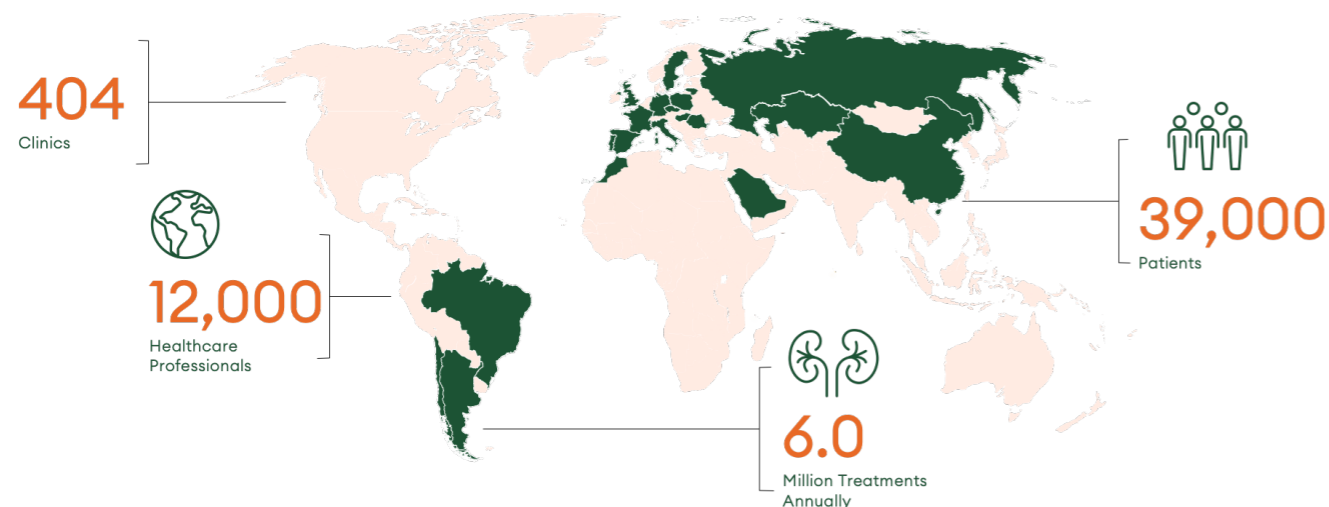 404
Clinics
12,000
Healthcare
Professionals
39,000
Patients
6.0
Million Treatments
Annually